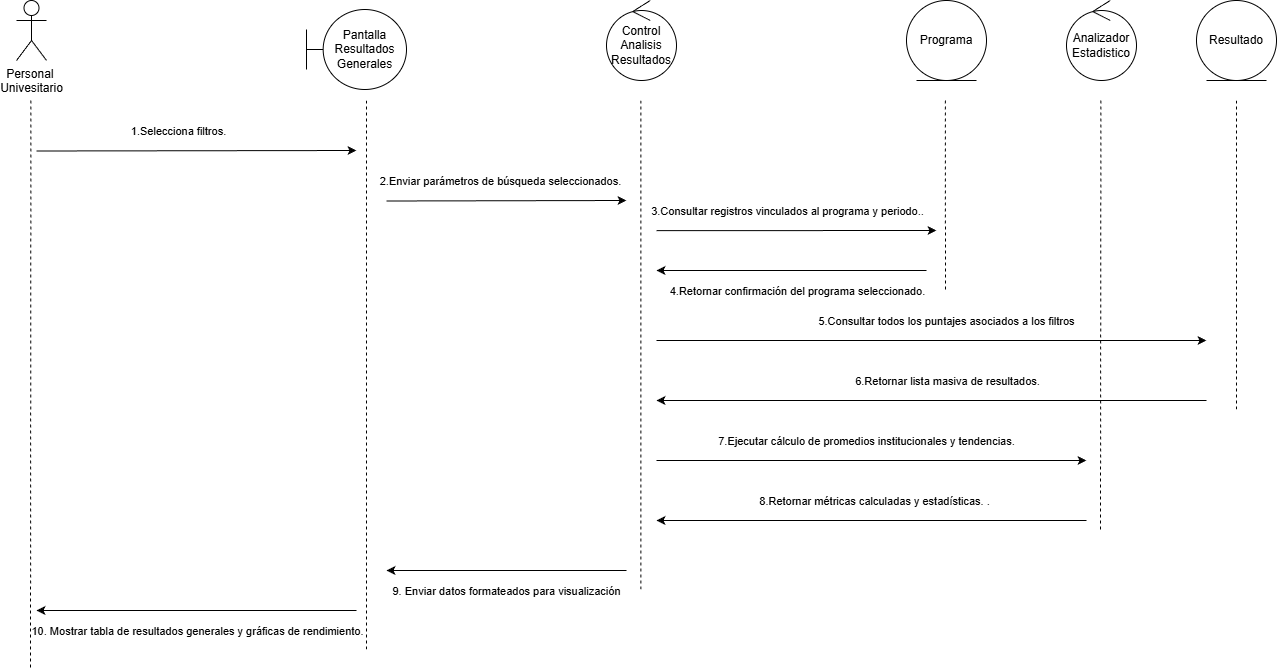 Personal
Univesitario
Pantalla
Resultados
Generales
Control
Analisis
Resultados
Programa
Analizador
Estadistico
Resultado
1.Selecciona filtros.
2.Enviar parámetros de búsqueda seleccionados.
3.Consultar registros vinculados al programa y periodo..
4.Retornar confirmación del programa seleccionado.
5.Consultar todos los puntajes asociados a los filtros
6.Retornar lista masiva de resultados.
7.Ejecutar cálculo de promedios institucionales y tendencias.
8.Retornar métricas calculadas y estadísticas. .
9. Enviar datos formateados para visualización
10. Mostrar tabla de resultados generales y gráficas de rendimiento.